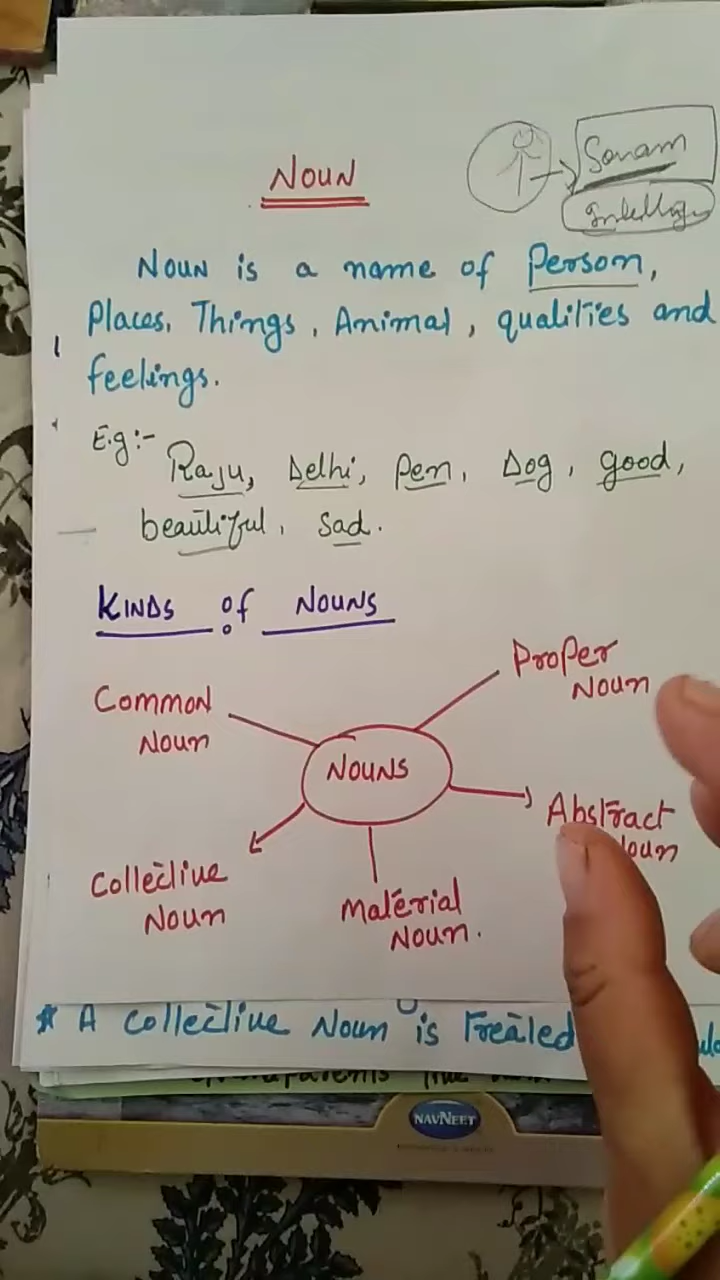 NOUN
Sonam
NOUN is a name of Person,
Places, Things, Animal, qualities and
feelings.
E.g:-
Raju, Delhi, Pen, Dog, good,
beautiful, sad.
KINDS of NOUNS
Proper
NOUN
Common
NOUN
NOUNS
Abstract
Noun
Collective
NOUN
Material
NOUN.
* A Collective Noun is Treated
NAVNEET